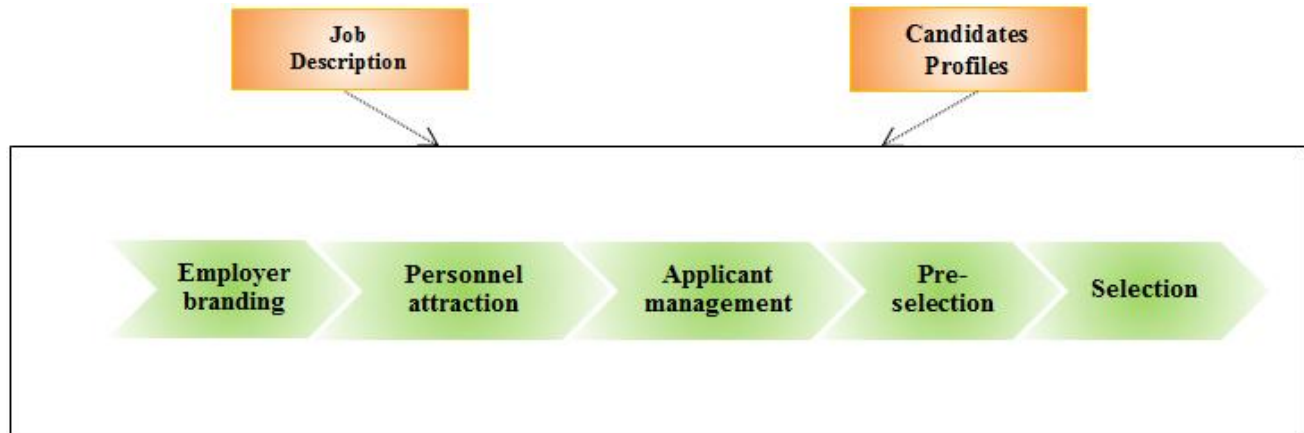 Job
Description
Candidates
Profiles
Employer
branding
Personnel
attraction
Applicant
management
Pre-
selection
Selection